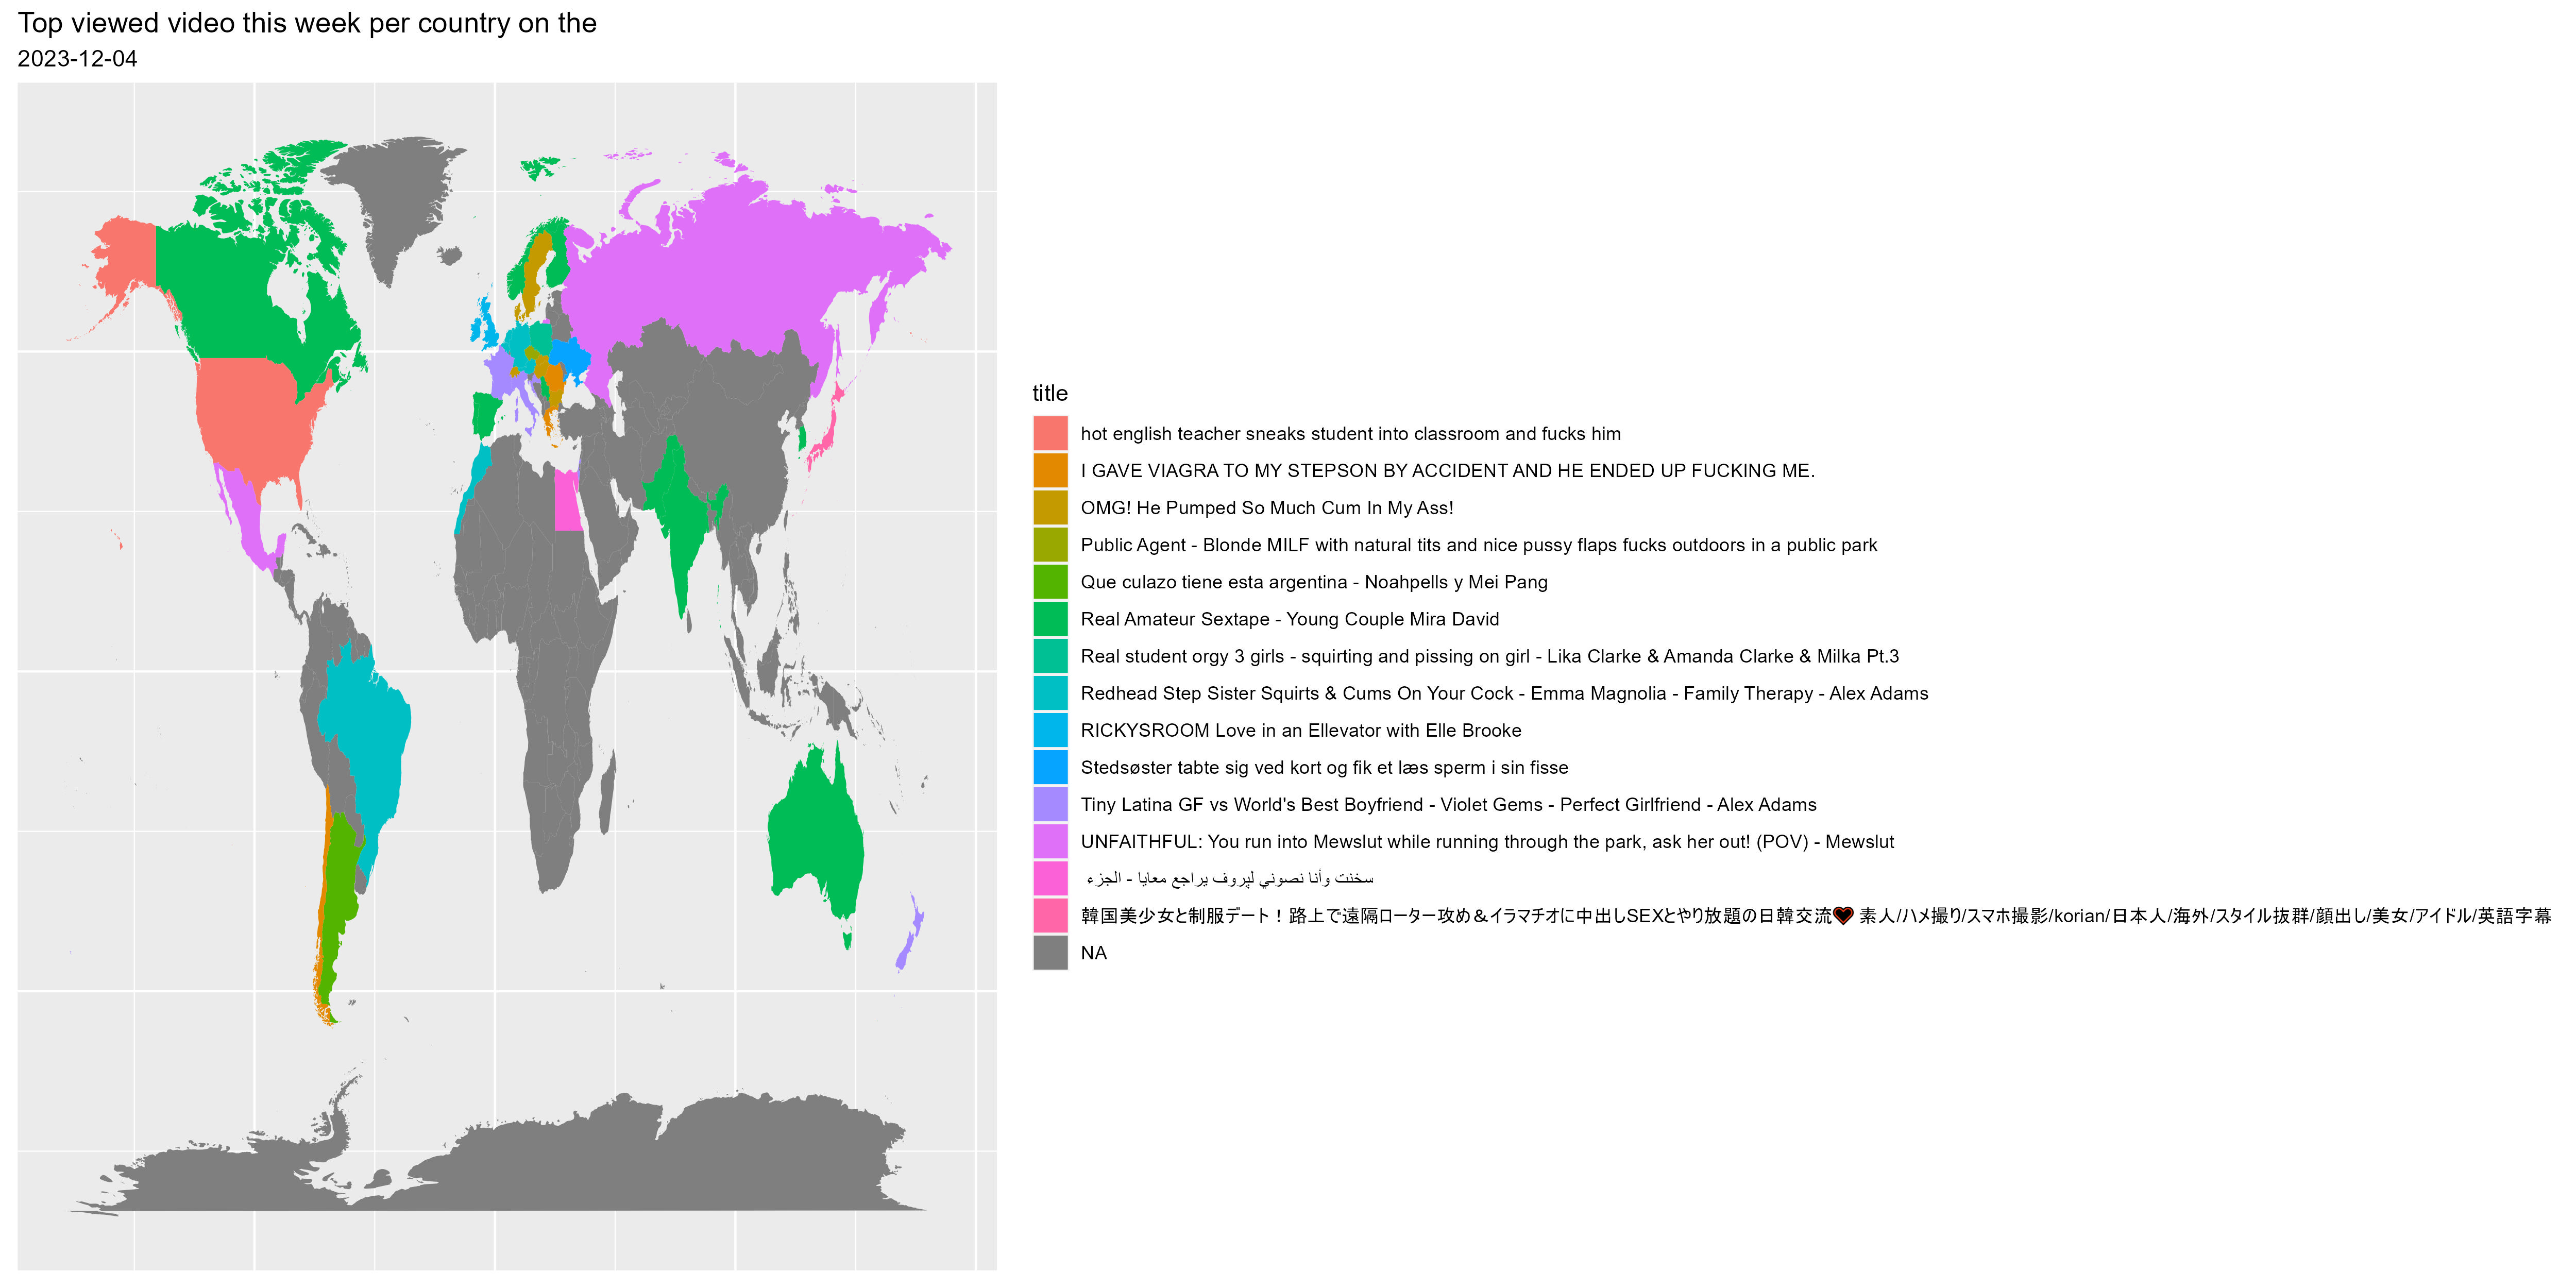 Top viewed video this week per country on the
2023-12-04
title
hot english teacher sneaks student into classroom and fucks him
I GAVE VIAGRA TO MY STEPSON BY ACCIDENT AND HE ENDED UP FUCKING ME.
OMG! He Pumped So Much Cum In My Ass!
Public Agent - Blonde MILF with natural tits and nice pussy flaps fucks outdoors in a public park
Que culazo tiene esta argentina - Noahpells y Mei Pang
Real Amateur Sextape - Young Couple Mira David
Real student orgy 3 girls - squirting and pissing on girl - Lika Clarke & Amanda Clarke & Milka Pt.3
Redhead Step Sister Squirts & Cums On Your Cock - Emma Magnolia - Family Therapy - Alex Adams
RICKYSROOM Love in an Ellevator with Elle Brooke
Stedsøster tabte sig ved kort og fik et læs sperm i sin fisse
Tiny Latina GF vs World's Best Boyfriend - Violet Gems - Perfect Girlfriend - Alex Adams
UNFAITHFUL: You run into Mewslut while running through the park, ask her out! (POV) - Mewslut
سخنت وأنا نصوني لپروف يراجع معايا - الجزء
韓国美少女と制服デート！路上で遠隔ローター攻め＆イラマチオに中出しSEXとやり放題の日韓交流❤ 素人/ハメ撮り/スマホ撮影/korian/日本人/海外/スタイル抜群/顔出し/美女/アイドル/英語字幕
NA